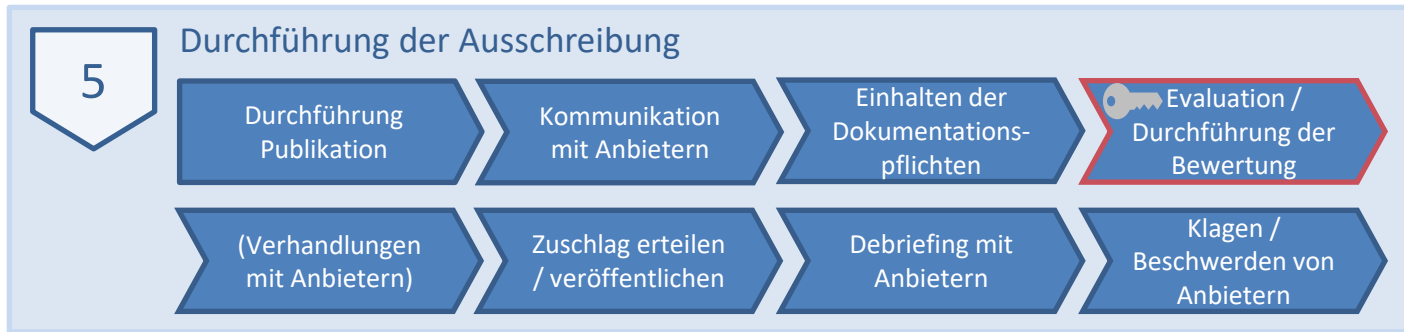 5
Durchführung der Ausschreibung
Durchführung
Publikation
Kommunikation
mit Anbietern
Einhalten der
Dokumentations-
pflichten
Evaluation /
Durchführung der
Bewertung
(Verhandlungen
mit Anbietern)
Zuschlag erteilen
/ veröffentlichen
Debriefing mit
Anbietern
Klagen /
Beschwerden von
Anbietern